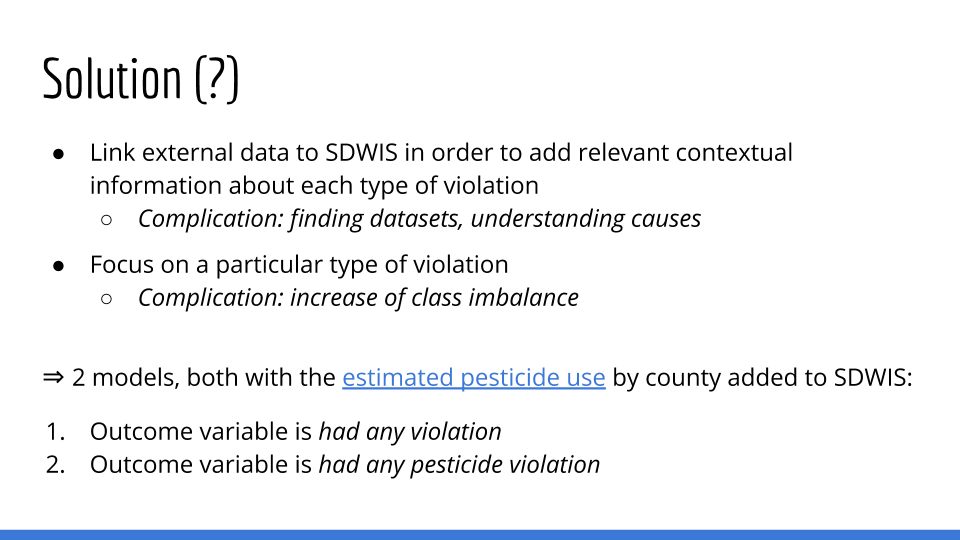 Solution (?)
● Link external data to SDWIS in order to add relevant contextual
information about each type of violation
○ Complication: finding datasets, understanding causes
● Focus on a particular type of violation
○ Complication: increase of class imbalance
⇒ 2 models, both with the estimated pesticide use by county added to SDWIS:
1. Outcome variable is had any violation
2. Outcome variable is had any pesticide violation